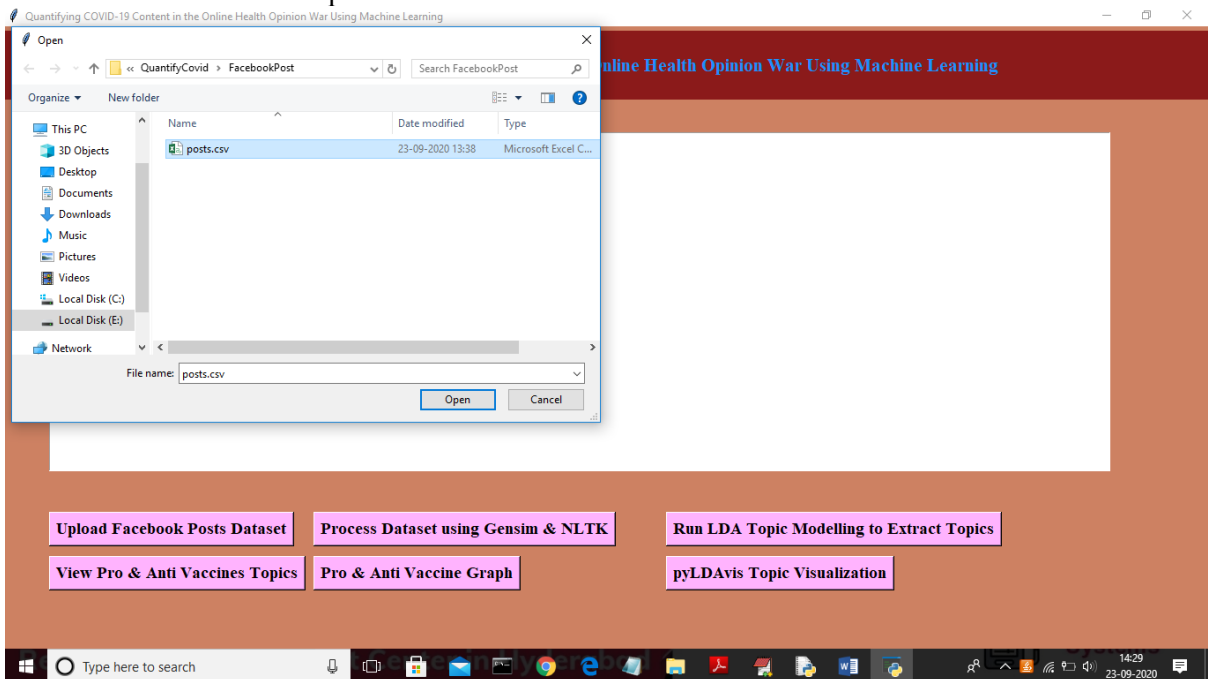 Quantifying COVID-19 Content in the Online Health Opinion War Using Machine Learning
Open
« QuantifyCovid › FacebookPost
Search FacebookPost
nline Health Opinion War Using Machine Learning
Organize
New folder
Name
Date modified
Type
This PC
3D Objects
Desktop
Documents
Downloads
Music
Pictures
Videos
Local Disk (C:)
Local Disk (E:)
Network
posts.csv
23-09-2020 13:38
Microsoft Excel C...
File name:
posts.csv
Open
Cancel
Upload Facebook Posts Dataset
Process Dataset using Gensim & NLTK
Run LDA Topic Modelling to Extract Topics
View Pro & Anti Vaccines Topics
Pro & Anti Vaccine Graph
pyLDAvis Topic Visualization
Type here to search
14:29
23-09-2020